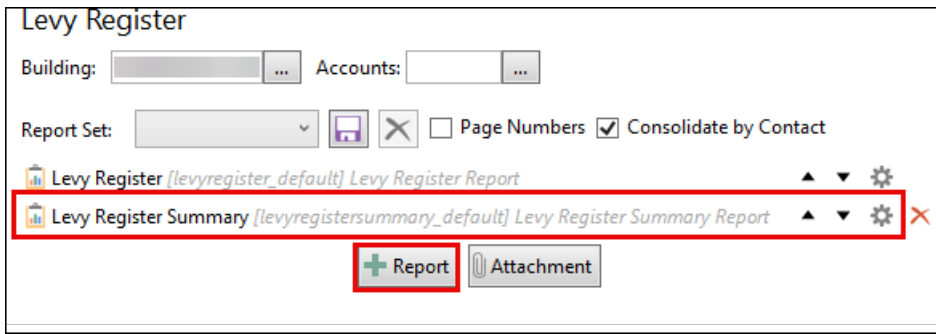 Levy Register
Building: ... Accounts: ...
Report Set: Page Numbers Consolidate by Contact
Levy Register [levyregister_default] Levy Register Report
Levy Register Summary [levyregistersummary_default] Levy Register Summary Report
Report Attachment